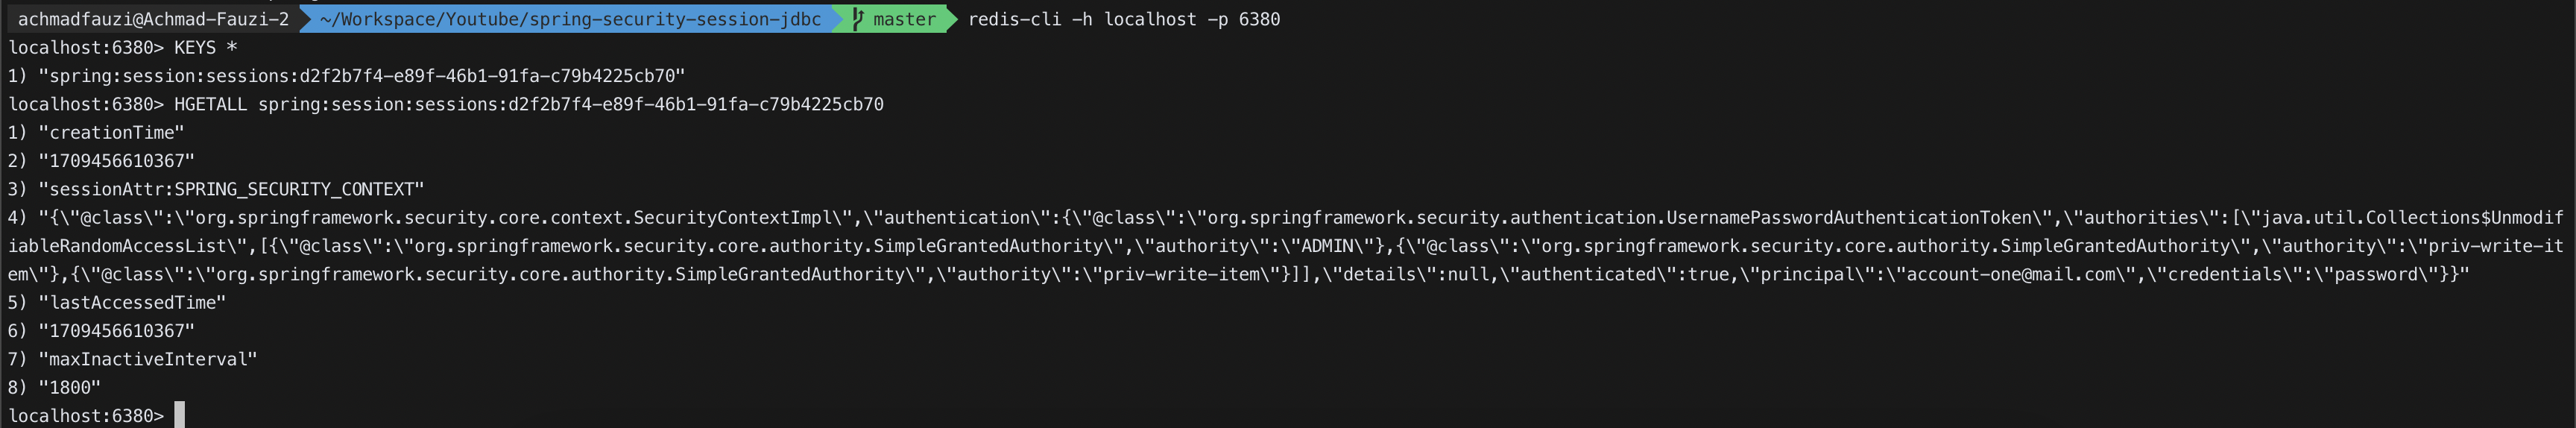 achmadfauzi@Achmad-Fauzi-2 ~/Workspace/Youtube/spring-security-session-jdbc master redis-cli -h localhost -p 6380
localhost:6380> KEYS *
1) "spring:session:sessions:d2f2b7f4-e89f-46b1-91fa-c79b4225cb70"
localhost:6380> HGETALL spring:session:sessions:d2f2b7f4-e89f-46b1-91fa-c79b4225cb70
1) "creationTime"
2) "1709456610367"
3) "sessionAttr:SPRING_SECURITY_CONTEXT"
4) "{\"@class\":\"org.springframework.security.core.context.SecurityContextImpl\",\"authentication\":{\"@class\":\"org.springframework.security.authentication.UsernamePasswordAuthenticationToken\",\"authorities\":[\"java.util.Collections$Unmodif
iableRandomAccessList\",[{\"@class\":\"org.springframework.security.core.authority.SimpleGrantedAuthority\",\"authority\":\"ADMIN\"},{\"@class\":\"org.springframework.security.core.authority.SimpleGrantedAuthority\",\"authority\":\"priv-write-it
em\"},{\"@class\":\"org.springframework.security.core.authority.SimpleGrantedAuthority\",\"authority\":\"priv-write-item\"}]],\"details\":null,\"authenticated\":true,\"principal\":\"account-one@mail.com\",\"credentials\":\"password\"}}"
5) "lastAccessedTime"
6) "1709456610367"
7) "maxInactiveInterval"
8) "1800"
localhost:6380>